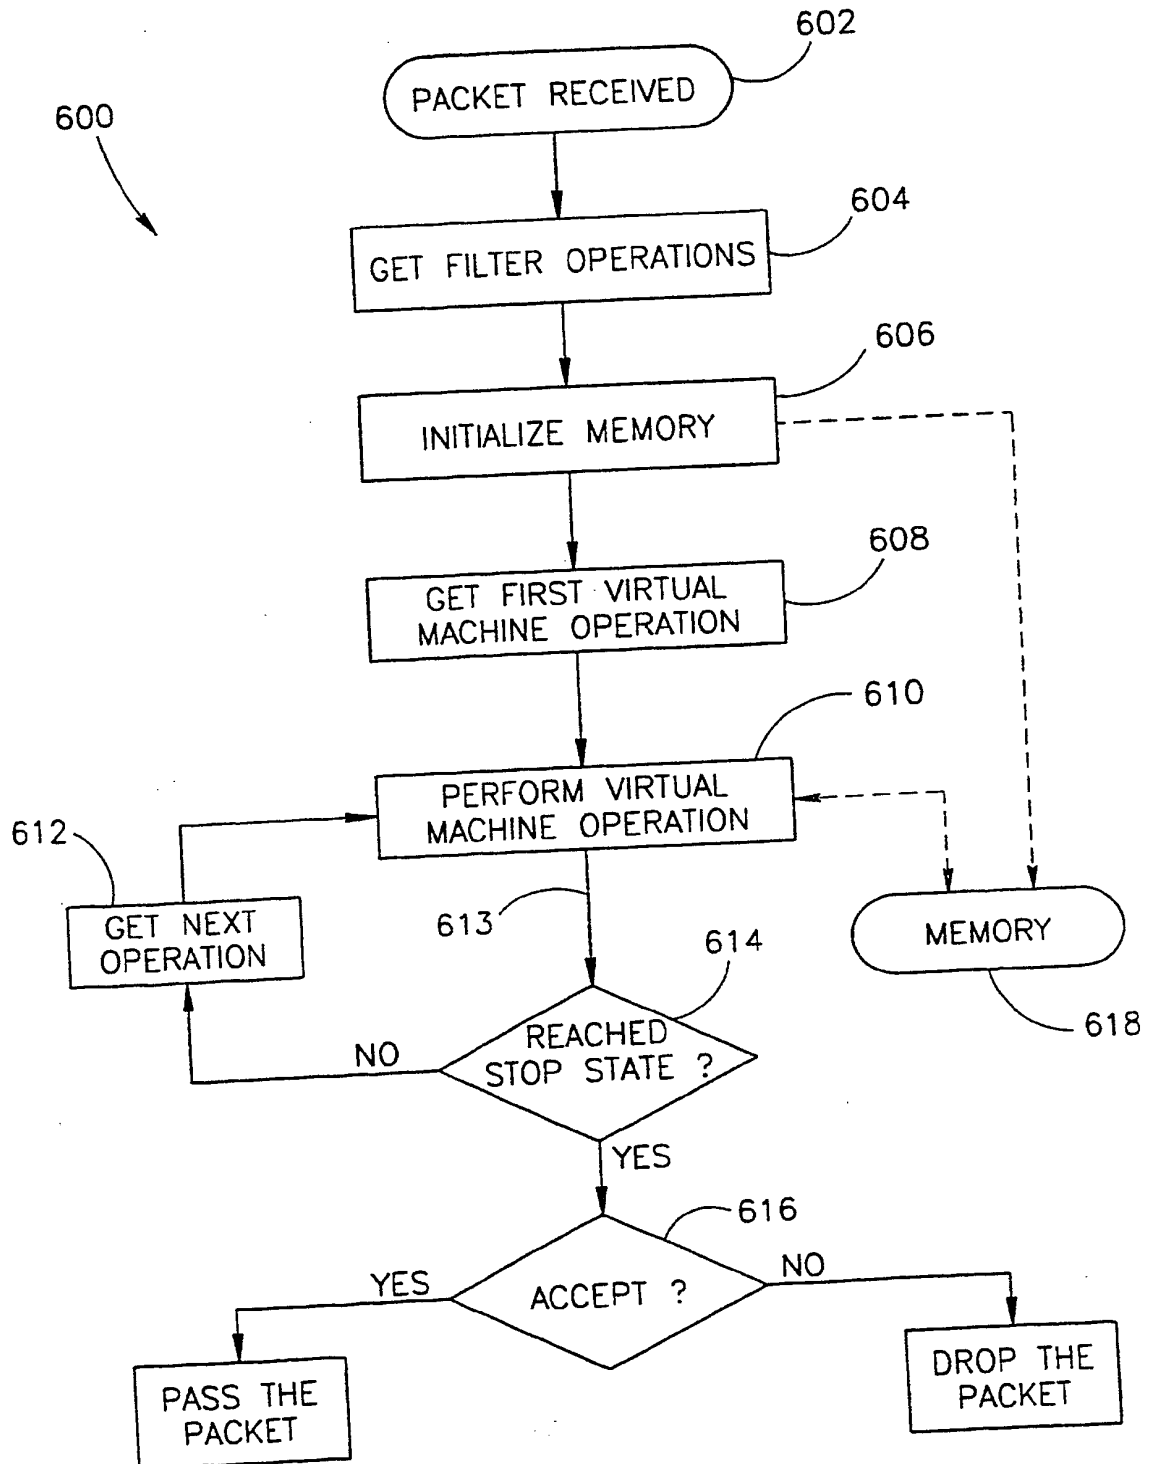 602
PACKET RECEIVED
600
604
GET FILTER OPERATIONS
606
INITIALIZE MEMORY
608
GET FIRST VIRTUAL
MACHINE OPERATION
610
PERFORM VIRTUAL
MACHINE OPERATION
612
GET NEXT
OPERATION
613
614
MEMORY
618
REACHED
STOP STATE ?
NO
YES
616
ACCEPT ?
YES
NO
PASS THE
PACKET
DROP THE
PACKET